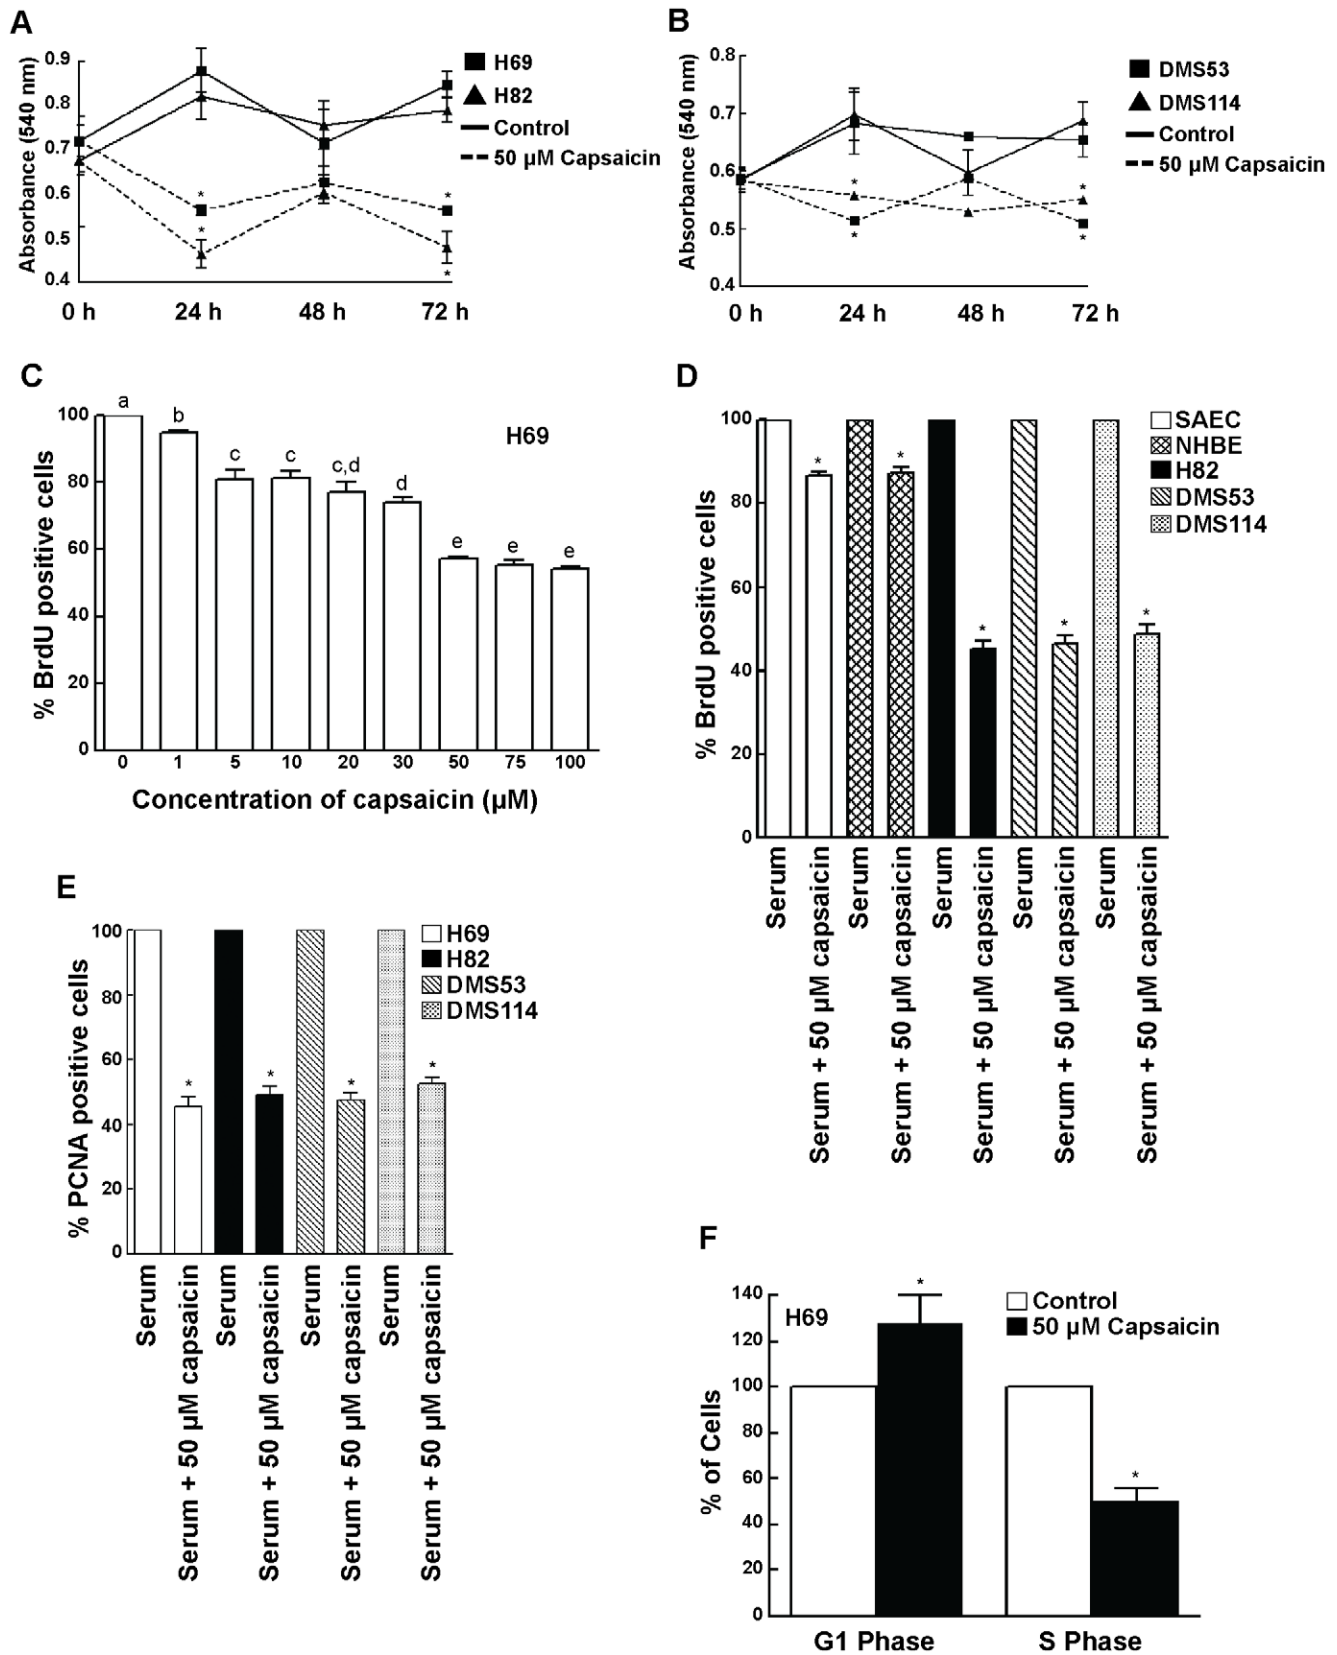 A
Absorbance (540 nm)
0.9
0.8
0.7
0.6
0.5
0.4
0 h 24 h 48 h 72 h
* * * *
H69
H82
Control
50 µM Capsaicin
B
Absorbance (540 nm)
0.8
0.7
0.6
0.5
0.4
0 h 24 h 48 h 72 h
* * * *
DMS53
DMS114
Control
50 µM Capsaicin
C
% BrdU positive cells
100
80
60
40
20
0
a b c c c,d d e e e
H69
0 1 5 10 20 30 50 75 100
Concentration of capsaicin (µM)
D
% BrdU positive cells
100
80
60
40
20
0
* * * * *
SAEC
NHBE
H82
DMS53
DMS114
Serum
Serum + 50 µM capsaicin
Serum
Serum + 50 µM capsaicin
Serum
Serum + 50 µM capsaicin
Serum
Serum + 50 µM capsaicin
Serum
Serum + 50 µM capsaicin
E
% PCNA positive cells
100
80
60
40
20
0
* * * *
H69
H82
DMS53
DMS114
Serum
Serum + 50 µM capsaicin
Serum
Serum + 50 µM capsaicin
Serum
Serum + 50 µM capsaicin
Serum
Serum + 50 µM capsaicin
F
% of Cells
140
120
100
80
60
40
20
0
H69
* *
Control
50 µM Capsaicin
G1 Phase S Phase